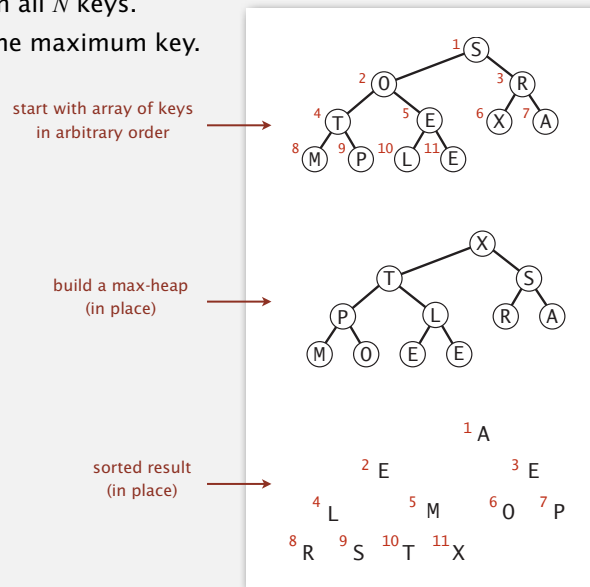 all N keys.
ne maximum key.
start with array of keys
in arbitrary order
1 S
2 O 3 R
4 T 5 E 6 X 7 A
8 M 9 P 10 L 11 E
build a max-heap
(in place)
X
T S
P L R A
M O E E
sorted result
(in place)
1 A
2 E 3 E
4 L 5 M 6 O 7 P
8 R 9 S 10 T 11 X